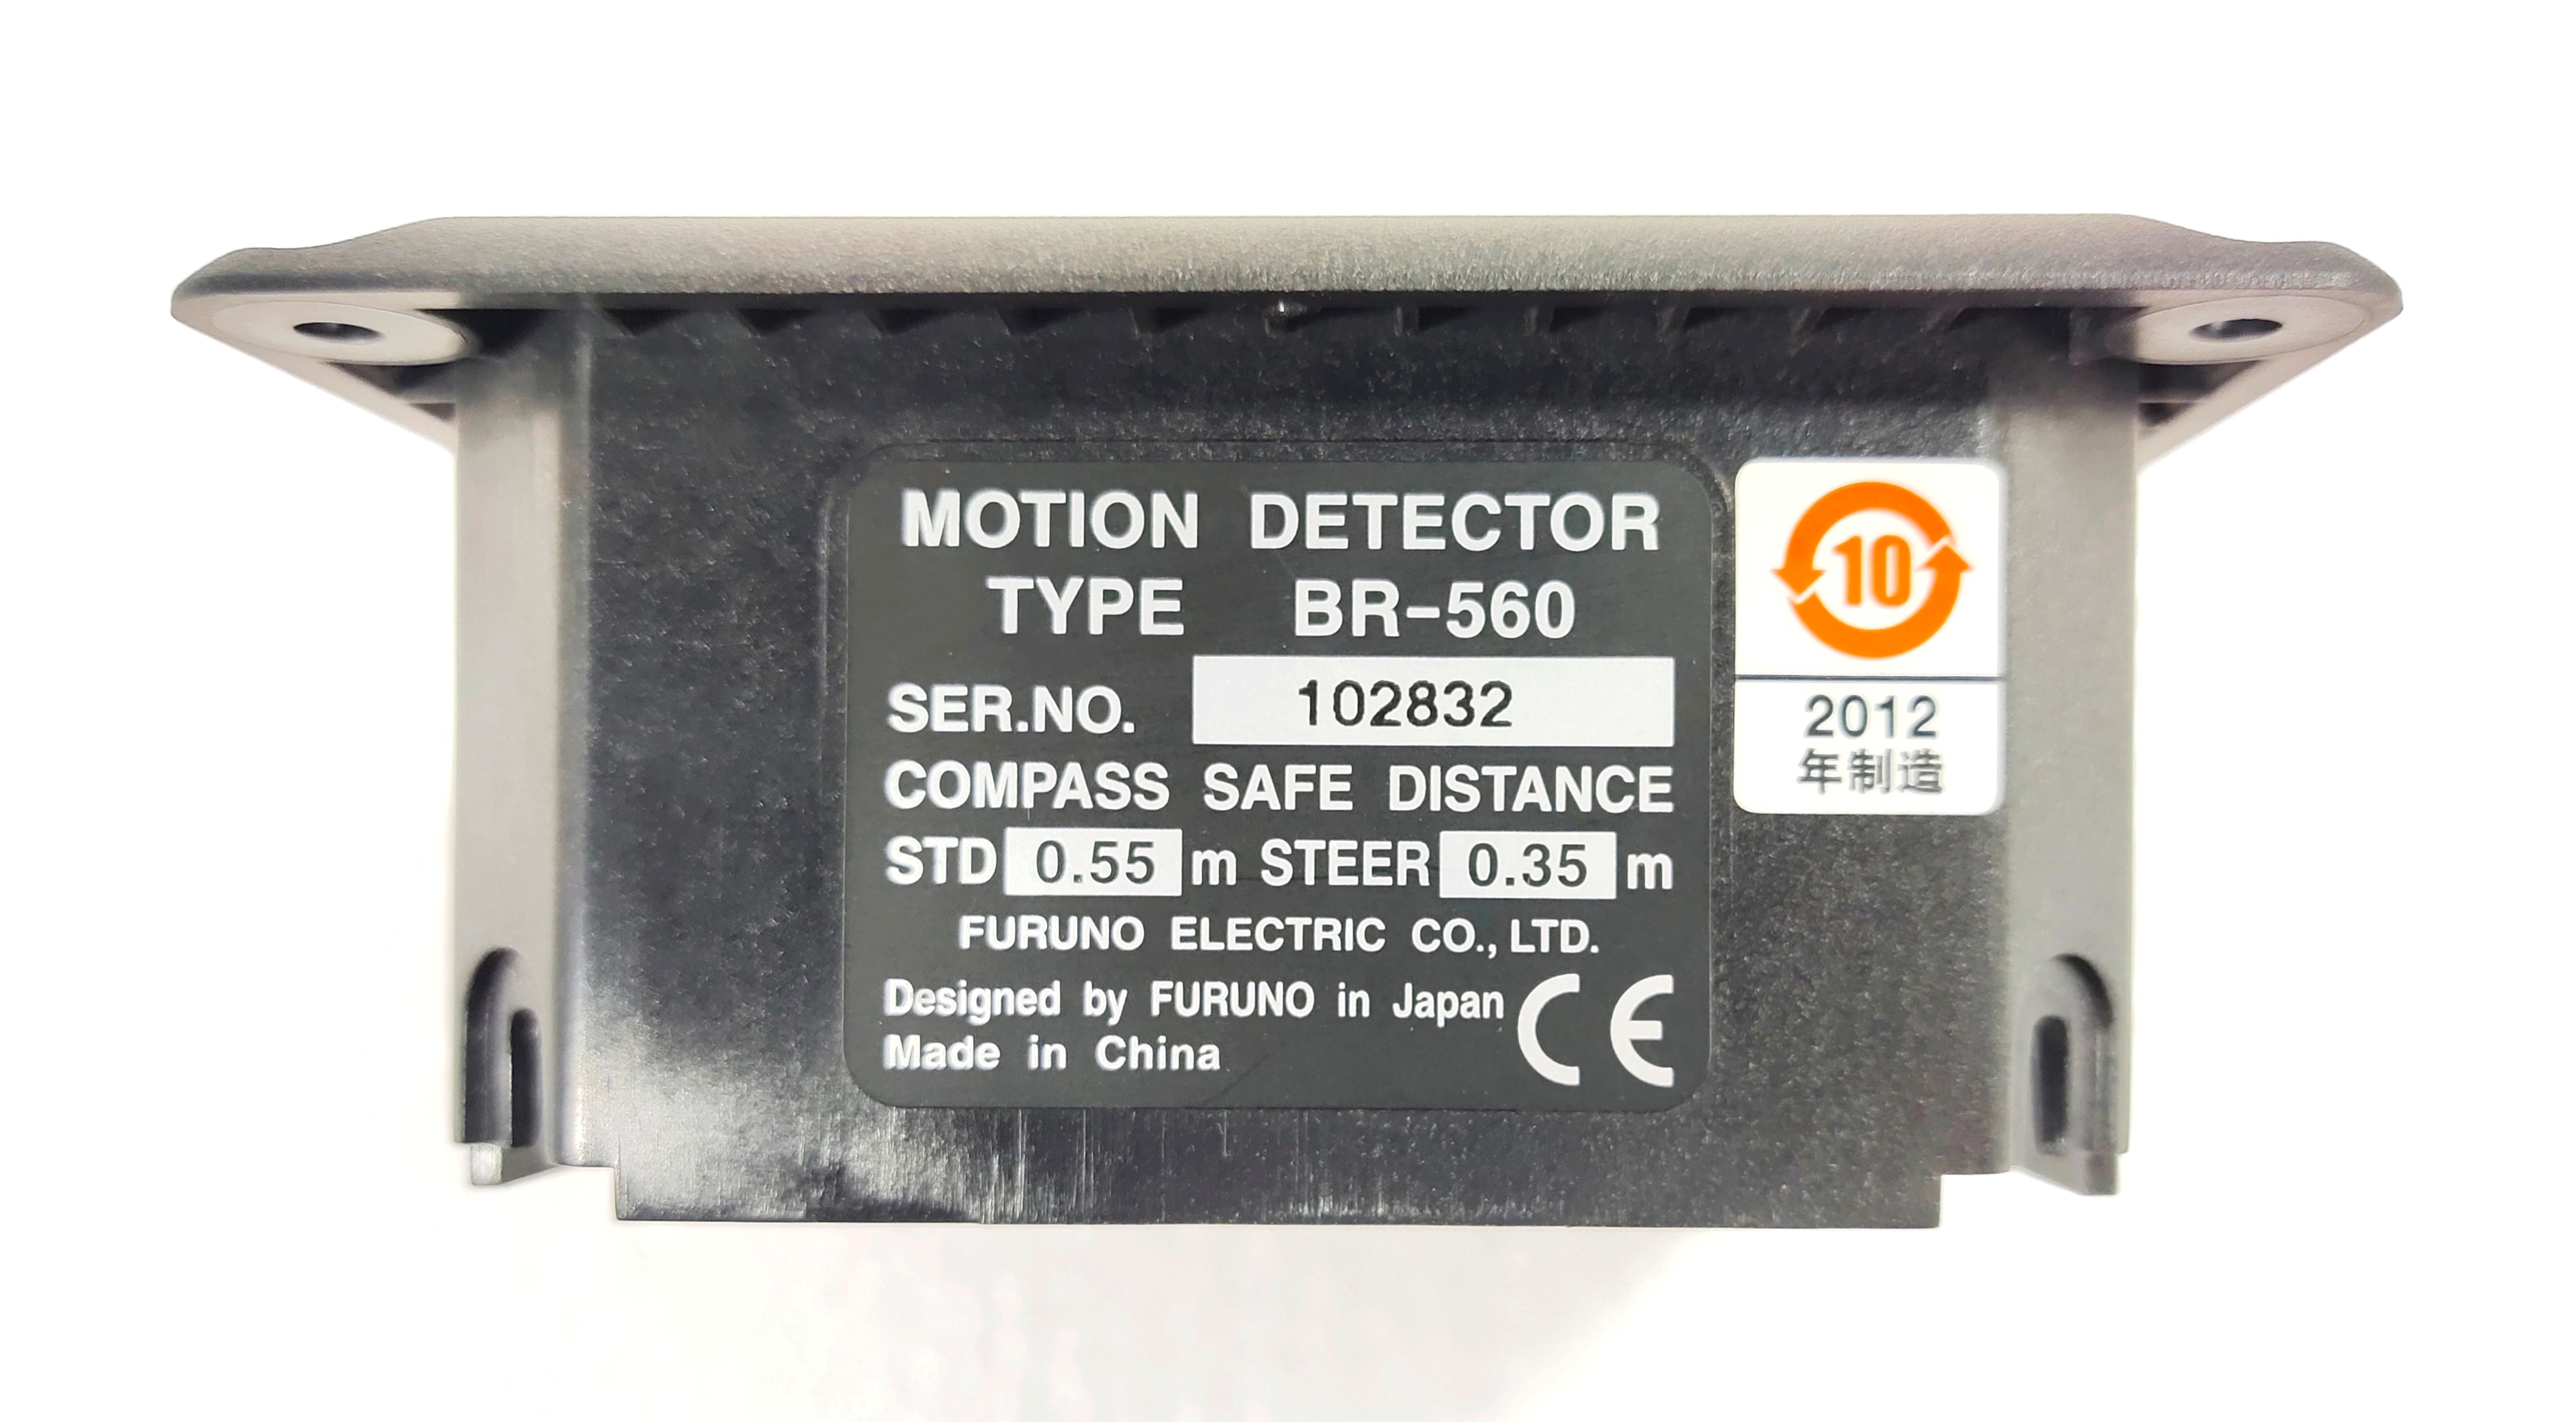 MOTION DETECTOR
TYPE BR-560
SER.NO. 102832
COMPASS SAFE DISTANCE
STD 0.55 m STEER 0.35 m
FURUNO ELECTRIC CO., LTD.
Designed by FURUNO in Japan
Made in China
CE
10
2012
年制造